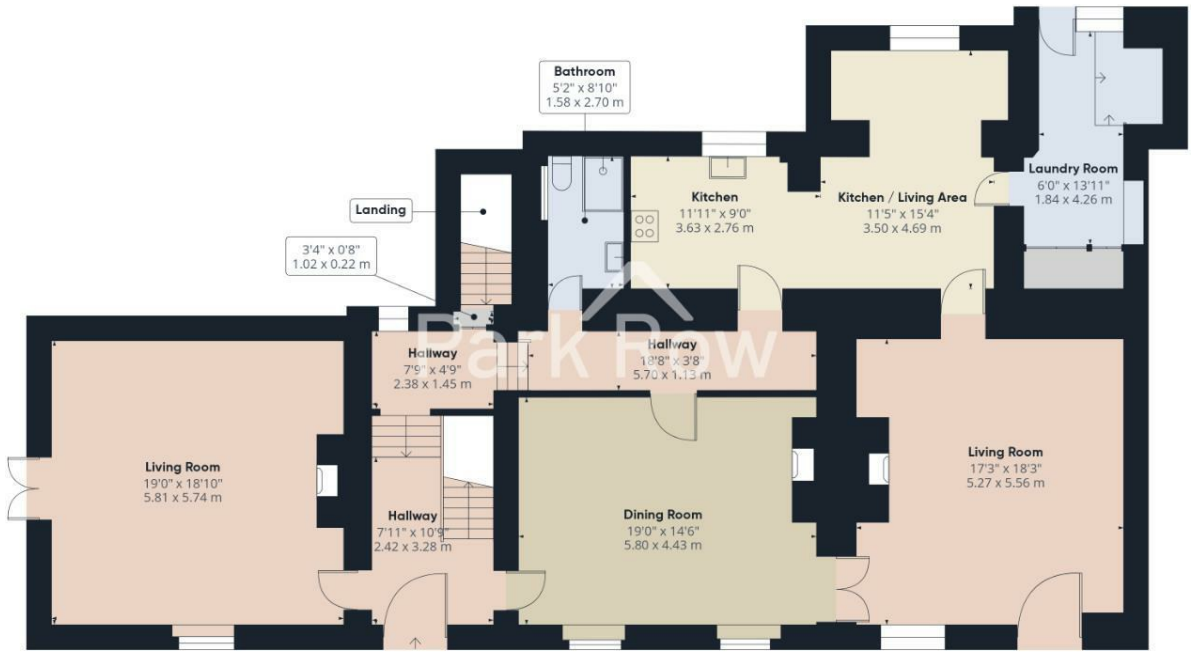 Bathroom
5'2" x 8'10"
1.58 x 2.70 m
Landing
3'4" x 0'8"
1.02 x 0.22 m
Kitchen
11'11" x 9'0"
3.63 x 2.76 m
Kitchen / Living Area
11'5" x 15'4"
3.50 x 4.69 m
Laundry Room
6'0" x 13'11"
1.84 x 4.26 m
Hallway
7'9" x 4'9"
2.38 x 1.45 m
Hallway
18'8" x 3'8"
5.70 x 1.13 m
Park Row
Living Room
19'0" x 18'10"
5.81 x 5.74 m
Hallway
7'11" x 10'9"
2.42 x 3.28 m
Dining Room
19'0" x 14'6"
5.80 x 4.43 m
Living Room
17'3" x 18'3"
5.27 x 5.56 m